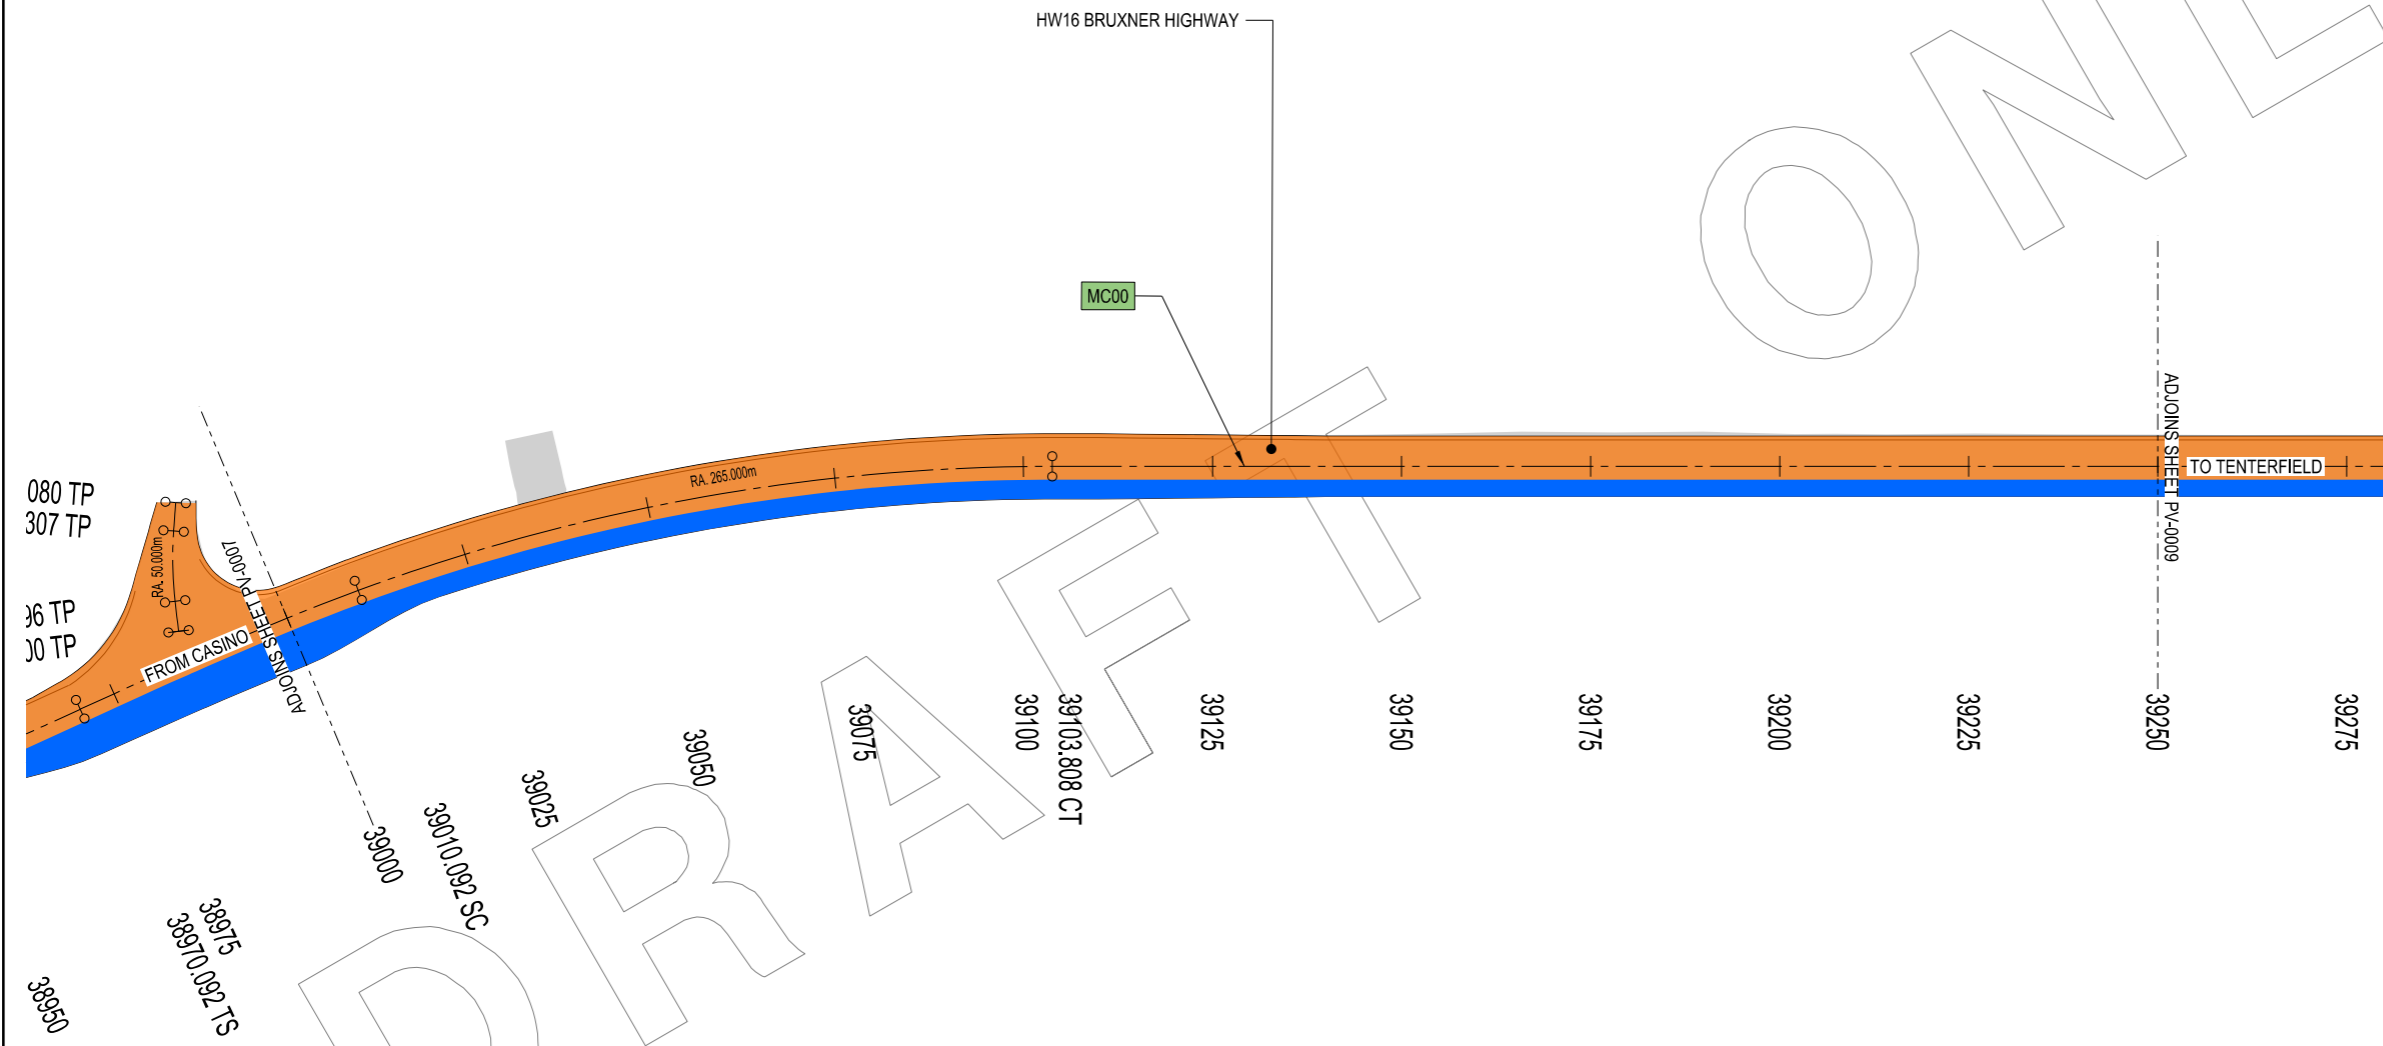 HW16 BRUXNER HIGHWAY
MC00
RA. 265.000m
RA. 50.000m
080 TP
307 TP
96 TP
00 TP
FROM CASINO
ADJOINS SHEET PV-0007
ADJOINS SHEET PV-0009
TO TENTERFIELD
38950
38970.092 TS
38975
39000
39010.092 SC
39025
39050
39075
39100
39103.808 CT
39125
39150
39175
39200
39225
39250
39275
DRAFT ONL